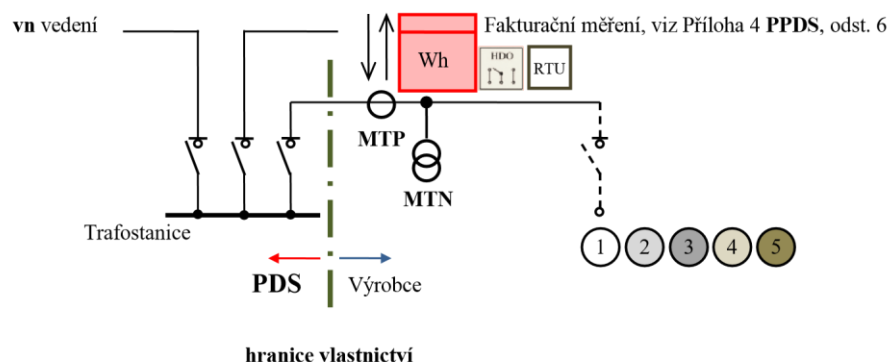 vn vedení
Fakturační měření, viz Příloha 4 PPDS, odst. 6
Wh
HDO
RTU
MTP
MTN
Trafostanice
1 2 3 4 5
PDS
Výrobce
hranice vlastnictví